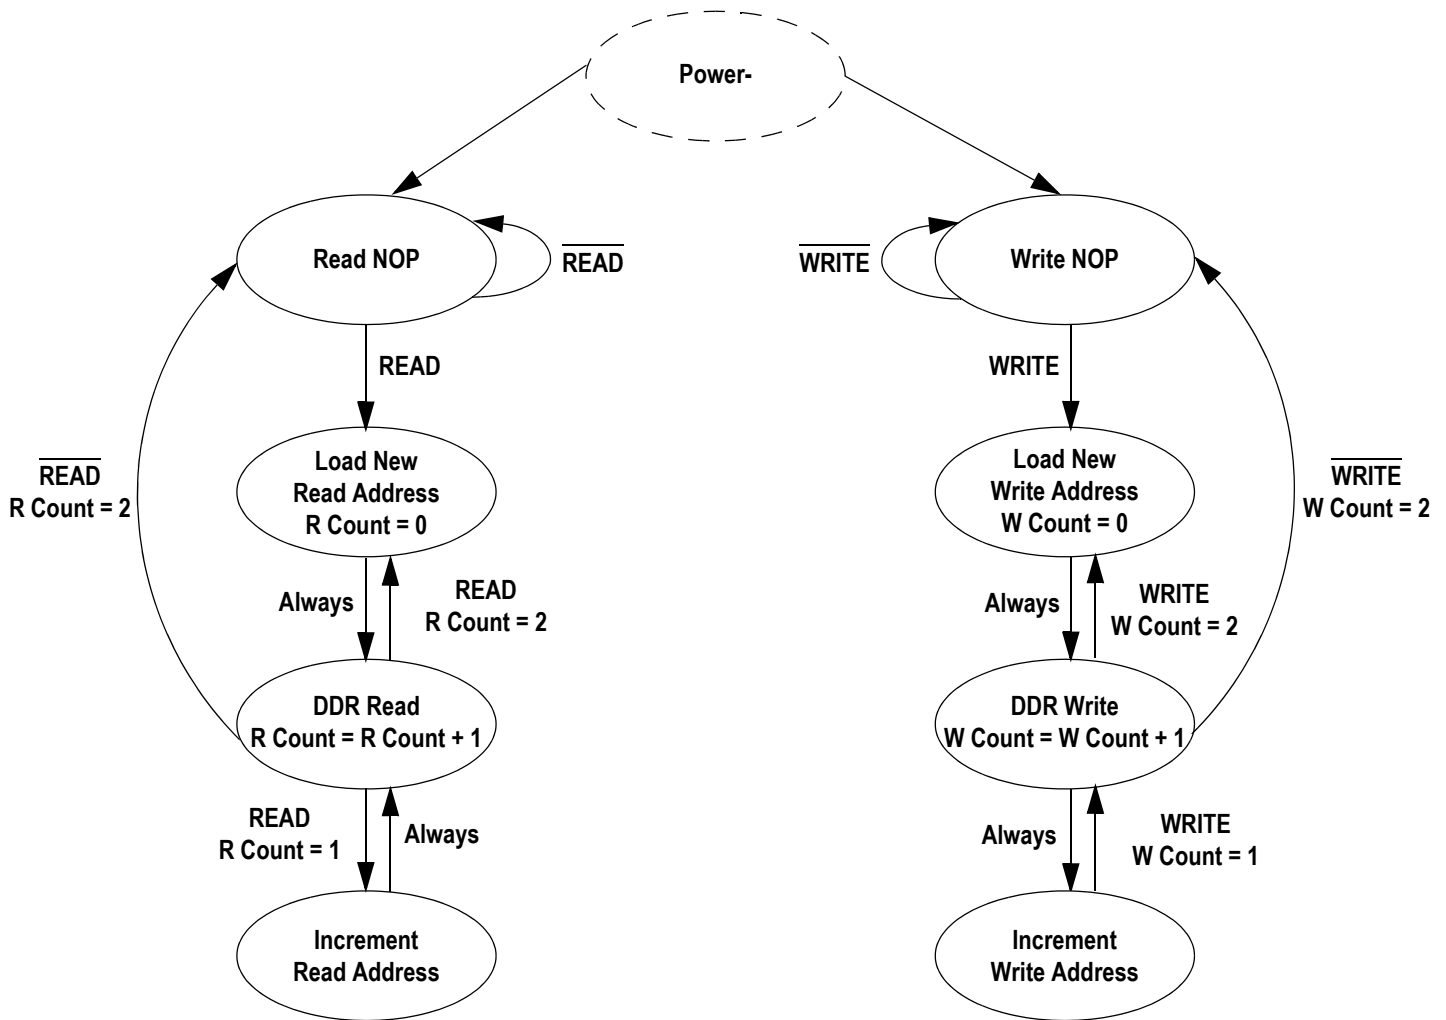 Power-
Read NOP
READ
READ
Load New
Read Address
R Count = 0
READ
R Count = 2
Always
READ
R Count = 2
DDR Read
R Count = R Count + 1
READ
R Count = 1
Always
Increment
Read Address
WRITE
Write NOP
WRITE
Load New
Write Address
W Count = 0
WRITE
W Count = 2
Always
WRITE
W Count = 2
DDR Write
W Count = W Count + 1
Always
WRITE
W Count = 1
Increment
Write Address